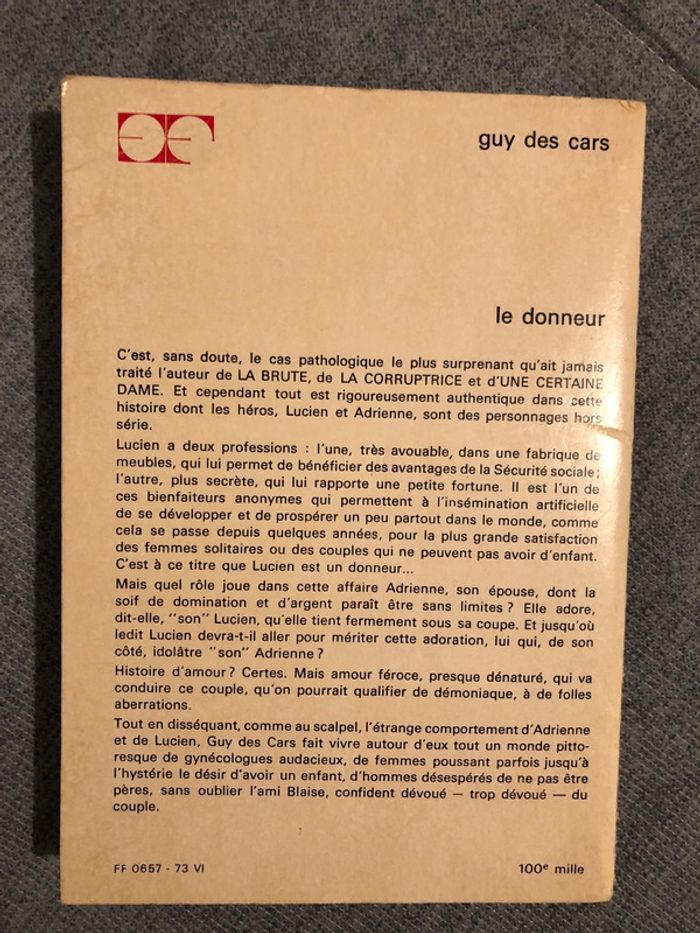 guy des cars
le donneur
C'est, sans doute, le cas pathologique le plus surprenant qu'ait jamais
traité l'auteur de LA BRUTE, de LA CORRUPTRICE et d'UNE CERTAINE
DAME. Et cependant tout est rigoureusement authentique dans cette
histoire dont les héros, Lucien et Adrienne, sont des personnages hors
série.
Lucien a deux professions : l'une, très avouable, dans une fabrique de
meubles, qui lui permet de bénéficier des avantages de la Sécurité sociale;
l'autre, plus secrète, qui lui rapporte une petite fortune. Il est l'un de
ces bienfaiteurs anonymes qui permettent à l'insémination artificielle
de se développer et de prospérer un peu partout dans le monde, comme
cela se passe depuis quelques années, pour la plus grande satisfaction
des femmes solitaires ou des couples qui ne peuvent pas avoir d'enfant.
C'est à ce titre que Lucien est un donneur...
Mais quel rôle joue dans cette affaire Adrienne, son épouse, dont la
soif de domination et d'argent paraît être sans limites ? Elle adore,
dit-elle, "son" Lucien, qu'elle tient fermement sous sa coupe. Et jusqu'où
ledit Lucien devra-t-il aller pour mériter cette adoration, lui qui, de son
côté, idolâtre "son" Adrienne ?
Histoire d'amour ? Certes. Mais amour féroce, presque dénaturé, qui va
conduire ce couple, qu'on pourrait qualifier de démoniaque, à de folles
aberrations.
Tout en disséquant, comme au scalpel, l'étrange comportement d'Adrienne
et de Lucien, Guy des Cars fait vivre autour d'eux tout un monde pitto-
resque de gynécologues audacieux, de femmes poussant parfois jusqu'à
l'hystérie le désir d'avoir un enfant, d'hommes désespérés de ne pas être
pères, sans oublier l'ami Blaise, confident dévoué — trop dévoué — du
couple.
FF 0657 - 73 VI
100e mille